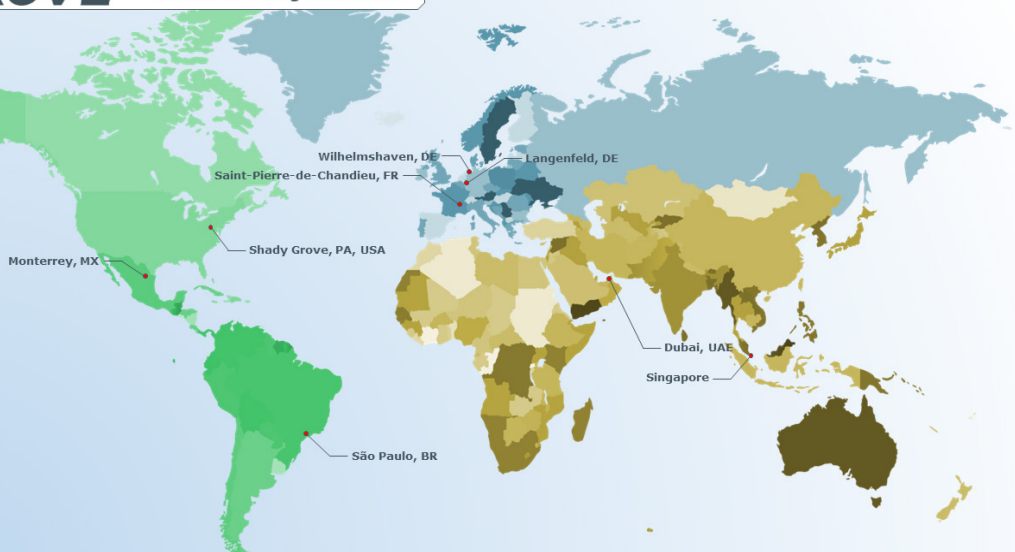 Wilhelmshaven, DE
Langenfeld, DE
Saint-Pierre-de-Chandieu, FR
Shady Grove, PA, USA
Monterrey, MX
Dubai, UAE
Singapore
São Paulo, BR